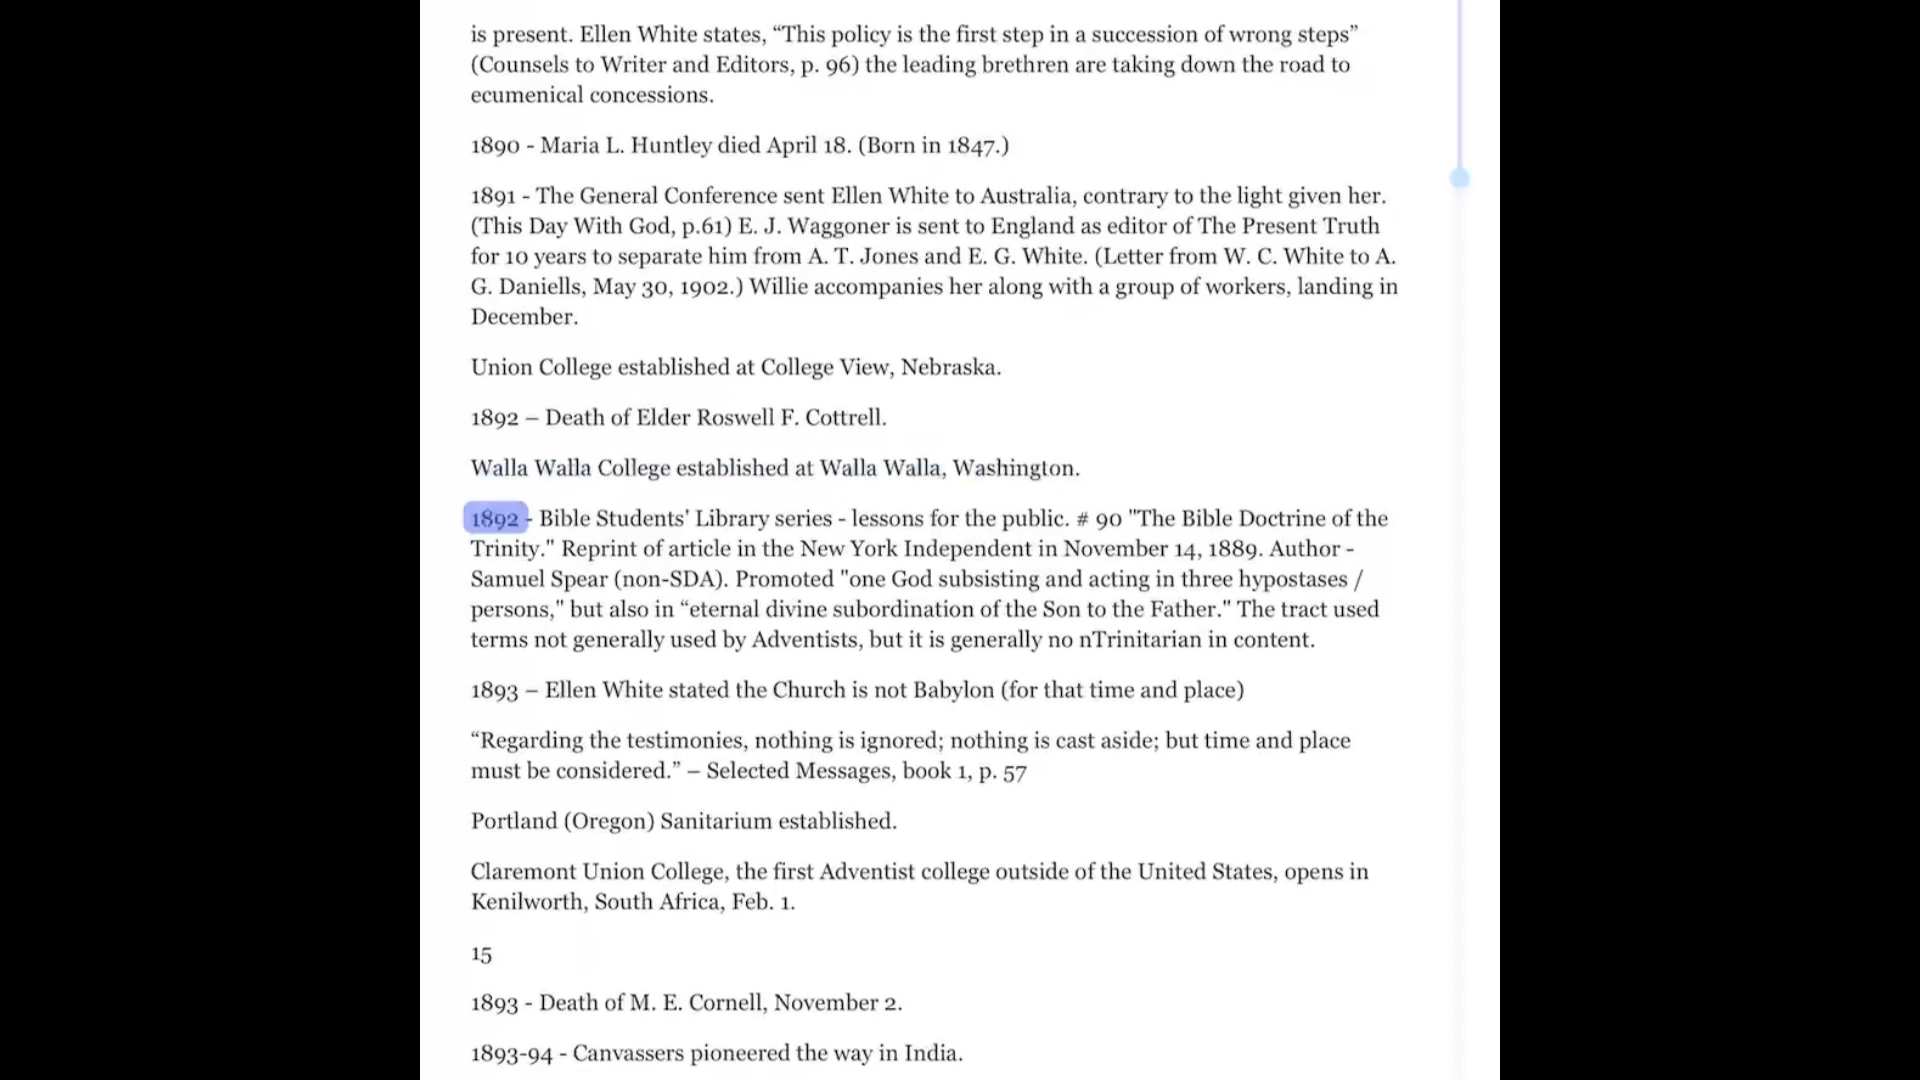 is present. Ellen White states, “This policy is the first step in a succession of wrong steps”
(Counsels to Writer and Editors, p. 96) the leading brethren are taking down the road to
ecumenical concessions.
1890 - Maria L. Huntley died April 18. (Born in 1847.)
1891 - The General Conference sent Ellen White to Australia, contrary to the light given her.
(This Day With God, p.61) E. J. Waggoner is sent to England as editor of The Present Truth
for 10 years to separate him from A. T. Jones and E. G. White. (Letter from W. C. White to A.
G. Daniells, May 30, 1902.) Willie accompanies her along with a group of workers, landing in
December.
Union College established at College View, Nebraska.
1892 – Death of Elder Roswell F. Cottrell.
Walla Walla College established at Walla Walla, Washington.
1892 - Bible Students' Library series - lessons for the public. # 90 "The Bible Doctrine of the
Trinity." Reprint of article in the New York Independent in November 14, 1889. Author -
Samuel Spear (non-SDA). Promoted "one God subsisting and acting in three hypostases /
persons," but also in “eternal divine subordination of the Son to the Father." The tract used
terms not generally used by Adventists, but it is generally no nTrinitarian in content.
1893 – Ellen White stated the Church is not Babylon (for that time and place)
“Regarding the testimonies, nothing is ignored; nothing is cast aside; but time and place
must be considered.” – Selected Messages, book 1, p. 57
Portland (Oregon) Sanitarium established.
Claremont Union College, the first Adventist college outside of the United States, opens in
Kenilworth, South Africa, Feb. 1.
15
1893 - Death of M. E. Cornell, November 2.
1893-94 - Canvassers pioneered the way in India.